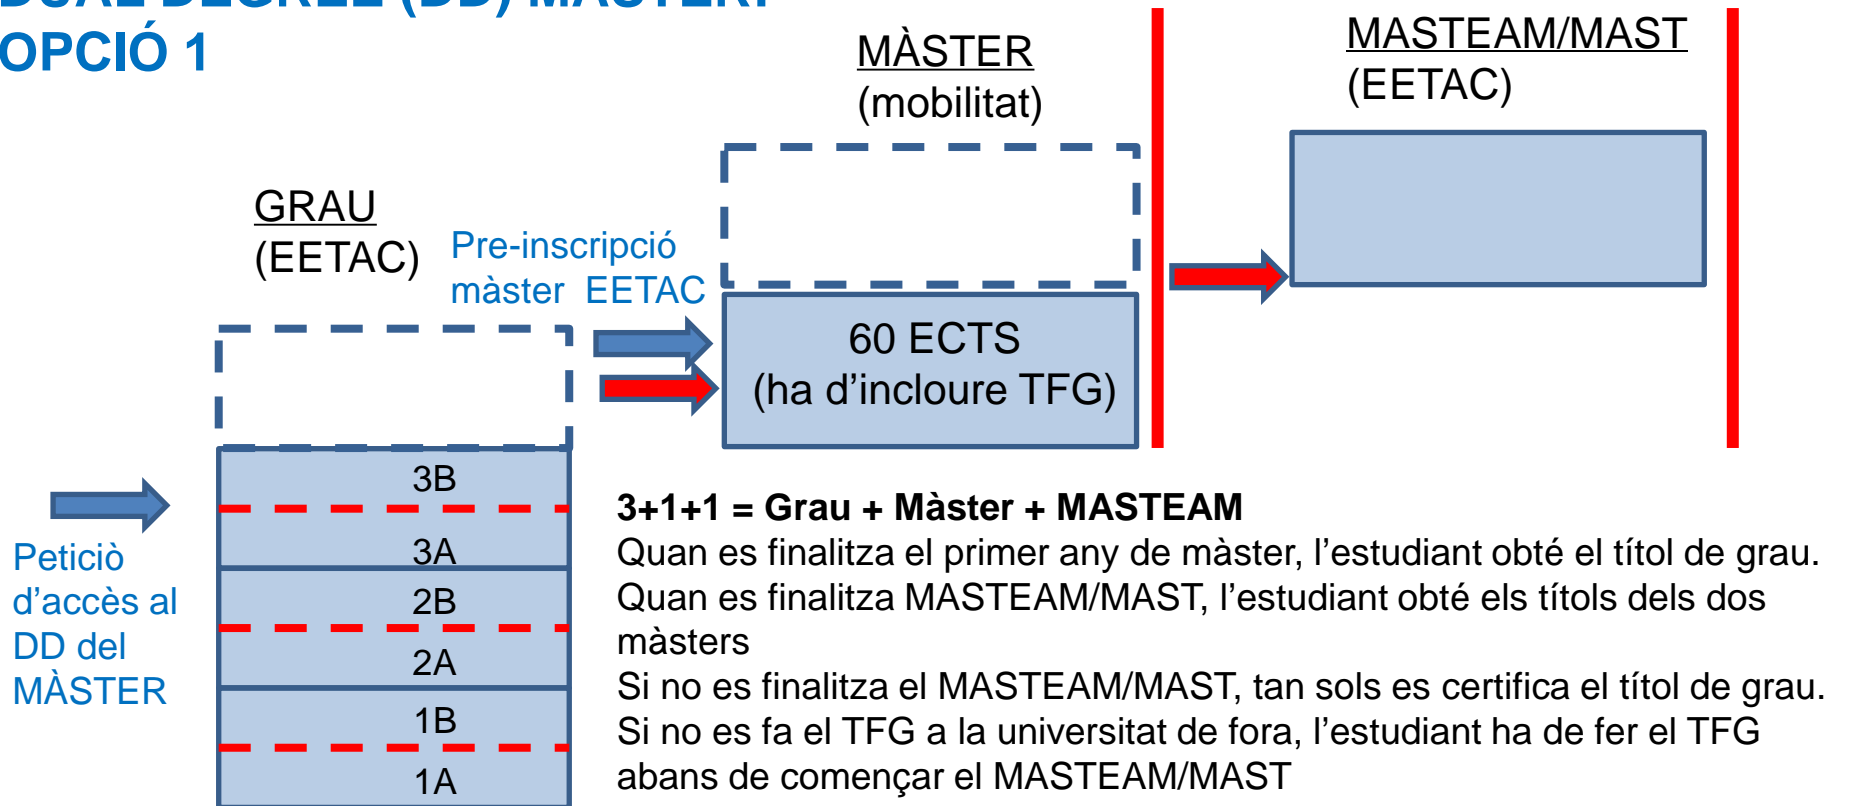 DUAL DEGREE (DD) MÀSTER:
OPCIÓ 1
MÀSTER
(mobilitat)
MASTEAM/MAST
(EETAC)
GRAU
(EETAC)
Pre-inscripció
màster EETAC
60 ECTS
(ha d’incloure TFG)
3B
3A
2B
2A
1B
1A
Petició
d’accès al
DD del
MÀSTER
3+1+1 = Grau + Màster + MASTEAM
Quan es finalitza el primer any de màster, l’estudiant obté el títol de grau.
Quan es finalitza MASTEAM/MAST, l’estudiant obté els títols dels dos
màsters
Si no es finalitza el MASTEAM/MAST, tan sols es certifica el títol de grau.
Si no es fa el TFG a la universitat de fora, l’estudiant ha de fer el TFG
abans de començar el MASTEAM/MAST